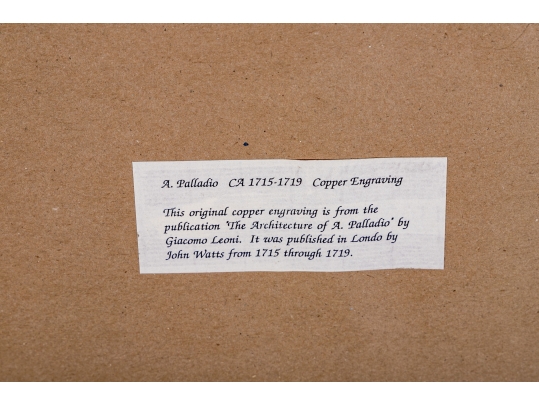 A. Palladio CA 1715-1719 Copper Engraving
This original copper engraving is from the
publication "The Architecture of A. Palladio" by
Giacomo Leoni. It was published in Londo by
John Watts from 1715 through 1719.